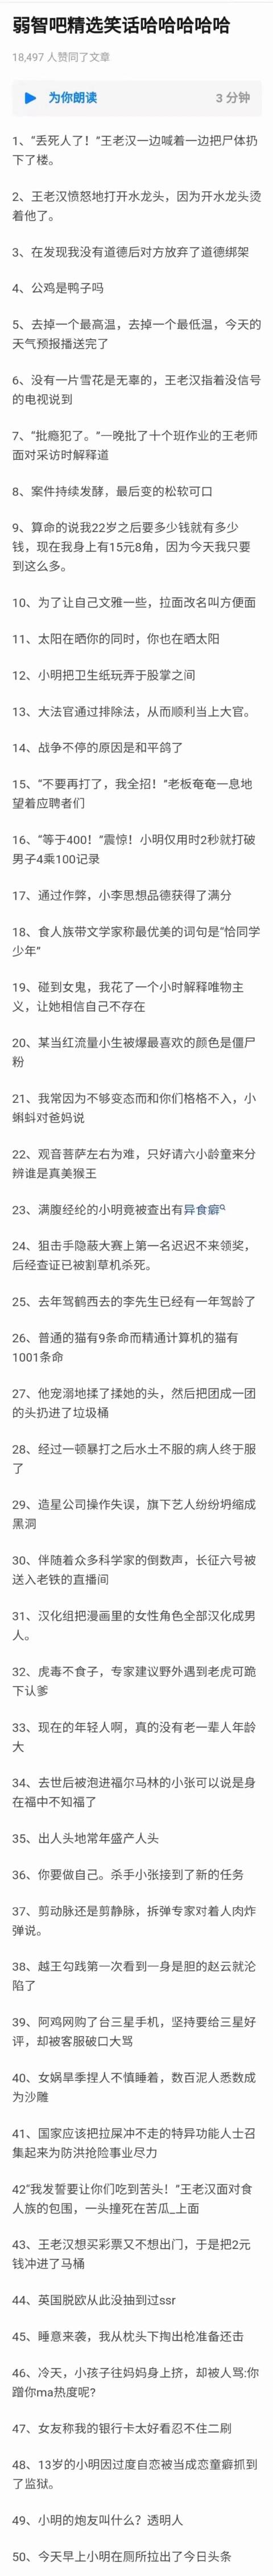 弱智吧精选笑话哈哈哈哈哈
18,497 人赞同了文章
为你朗读
3 分钟
1、“丢死人了！”王老汉一边喊着一边把尸体扔
下了楼。
2、王老汉愤怒地打开水龙头，因为开水龙头烫
着他了。
3、在发现我没有道德后对方放弃了道德绑架
4、公鸡是鸭子吗
5、去掉一个最高温，去掉一个最低温，今天的
天气预报播送完了
6、没有一片雪花是无辜的，王老汉指着没信号
的电视说到
7、“批瘾犯了。”一晚批了十个班作业的王老师
面对采访时解释道
8、案件持续发酵，最后变的松软可口
9、算命的说我22岁之后要多少钱就有多少
钱，现在我身上有15元8角，因为今天我只要
到这么多。
10、为了让自己文雅一些，拉面改名叫方便面
11、太阳在晒你的同时，你也在晒太阳
12、小明把卫生纸玩弄于股掌之间
13、大法官通过排除法，从而顺利当上大官。
14、战争不停的原因是和平鸽了
15、“不要再打了，我全招！”老板奄奄一息地
望着应聘者们
16、“等于400！”震惊！小明仅用时2秒就打破
男子4乘100记录
17、通过作弊，小李思想品德获得了满分
18、食人族带文学家称最优美的词句是“恰同学
少年”
19、碰到女鬼，我花了一个小时解释唯物主
义，让她相信自己不存在
20、某当红流量小生被爆最喜欢的颜色是僵尸
粉
21、我常因为不够变态而和你们格格不入，小
蝌蚪对爸妈说
22、观音菩萨左右为难，只好请六小龄童来分
辨谁是真美猴王
23、满腹经纶的小明竟被查出有异食癖
24、狙击手隐蔽大赛上第一名迟迟不来领奖，
后经查证已被割草机杀死。
25、去年驾鹤西去的李先生已经有一年驾龄了
26、普通的猫有9条命而精通计算机的猫有
1001条命
27、他宠溺地揉了揉她的头，然后把团成一团
的头扔进了垃圾桶
28、经过一顿暴打之后水土不服的病人终于服
了
29、造星公司操作失误，旗下艺人纷纷坍缩成
黑洞
30、伴随着众多科学家的倒数声，长征六号被
送入老铁的直播间
31、汉化组把漫画里的女性角色全部汉化成男
人。
32、虎毒不食子，专家建议野外遇到老虎可跪
下认爹
33、现在的年轻人啊，真的没有老一辈人年龄
大
34、去世后被泡进福尔马林的小张可以说是身
在福中不知福了
35、出人头地常年盛产人头
36、你要做自己。杀手小张接到了新的任务
37、剪动脉还是剪静脉，拆弹专家对着人肉炸
弹说。
38、越王勾践第一次看到一身是胆的赵云就沦
陷了
39、阿鸡网购了台三星手机，坚持要给三星好
评，却被客服破口大骂
40、女娲旱季捏人不慎睡着，数百泥人悉数成
为沙雕
41、国家应该把拉屎冲不走的特异功能人士召
集起来为防洪抢险事业尽力
42“我发誓要让你们吃到苦头！”王老汉面对食
人族的包围，一头撞死在苦瓜_上面
43、王老汉想买彩票又不想出门，于是把2元
钱冲进了马桶
44、英国脱欧从此没抽到过ssr
45、睡意来袭，我从枕头下掏出枪准备还击
46、冷天，小孩子往妈妈身上挤，却被人骂:你
蹭你ma热度呢?
47、女友称我的银行卡太好看忍不住二刷
48、13岁的小明因过度自恋被当成恋童癖抓到
了监狱。
49、小明的炮友叫什么？透明人
50、今天早上小明在厕所拉出了今日头条